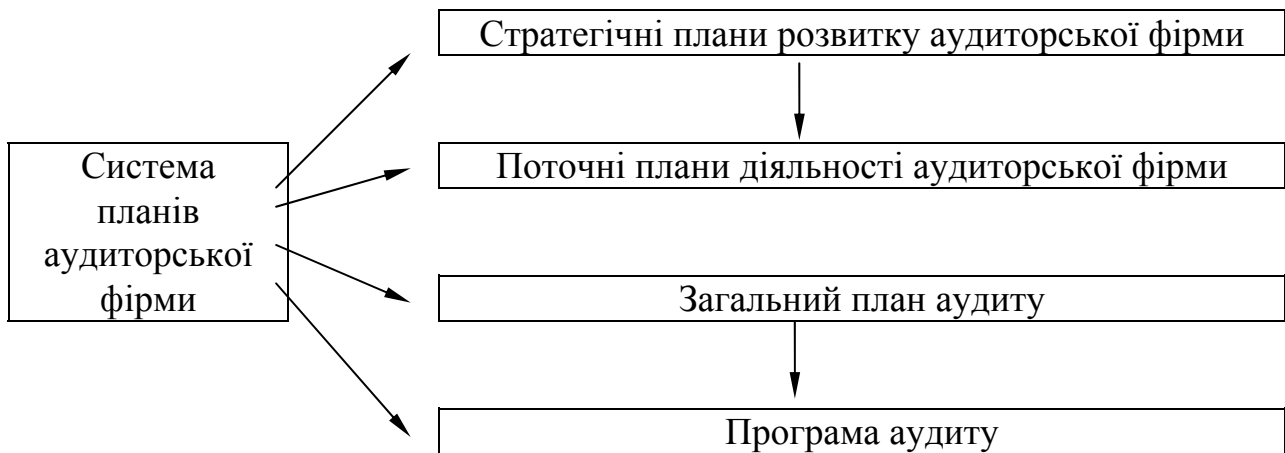 Стратегічні плани розвитку аудиторської фірми
Система
планів
аудиторської
фірми
Поточні плани діяльності аудиторської фірми
Загальний план аудиту
Програма аудиту